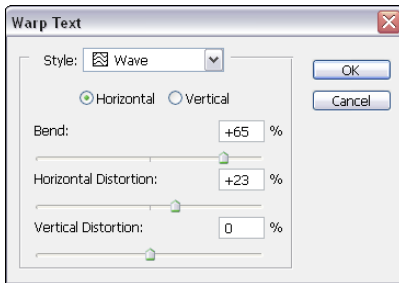 Warp Text
Style: Wave
OK
Horizontal Vertical
Cancel
Bend: +65 %
Horizontal Distortion: +23 %
Vertical Distortion: 0 %